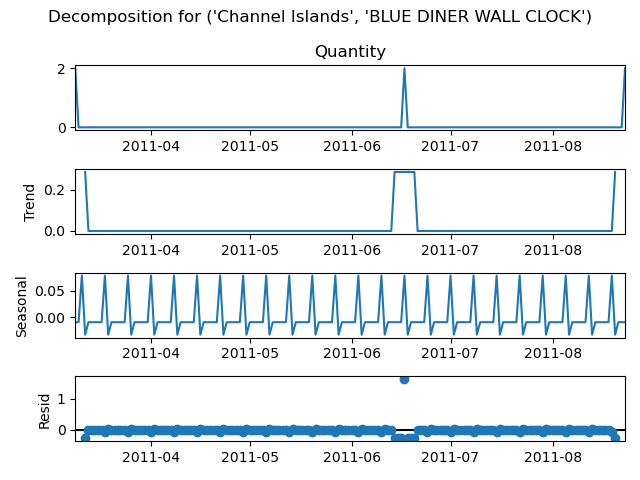 Decomposition for ('Channel Islands', 'BLUE DINER WALL CLOCK')
Quantity
2
0
2011-04 2011-05 2011-06 2011-07 2011-08
Trend
0.2
0.0
2011-04 2011-05 2011-06 2011-07 2011-08
Seasonal
0.05
0.00
2011-04 2011-05 2011-06 2011-07 2011-08
Resid
1
0
2011-04 2011-05 2011-06 2011-07 2011-08